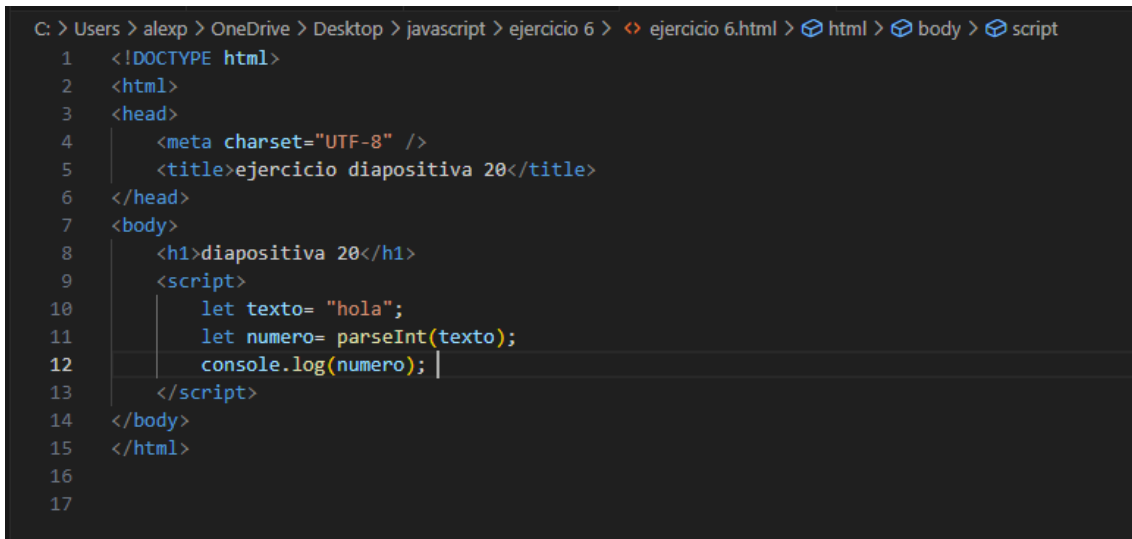 C: > Users > alexp > OneDrive > Desktop > javascript > ejercicio 6 > <> ejercicio 6.html > html > body > script
1 <!DOCTYPE html>
2 <html>
3 <head>
4     <meta charset="UTF-8" />
5     <title>ejercicio diapositiva 20</title>
6 </head>
7 <body>
8     <h1>diapositiva 20</h1>
9     <script>
10         let texto= "hola";
11         let numero= parseInt(texto);
12         console.log(numero);
13     </script>
14 </body>
15 </html>
16
17